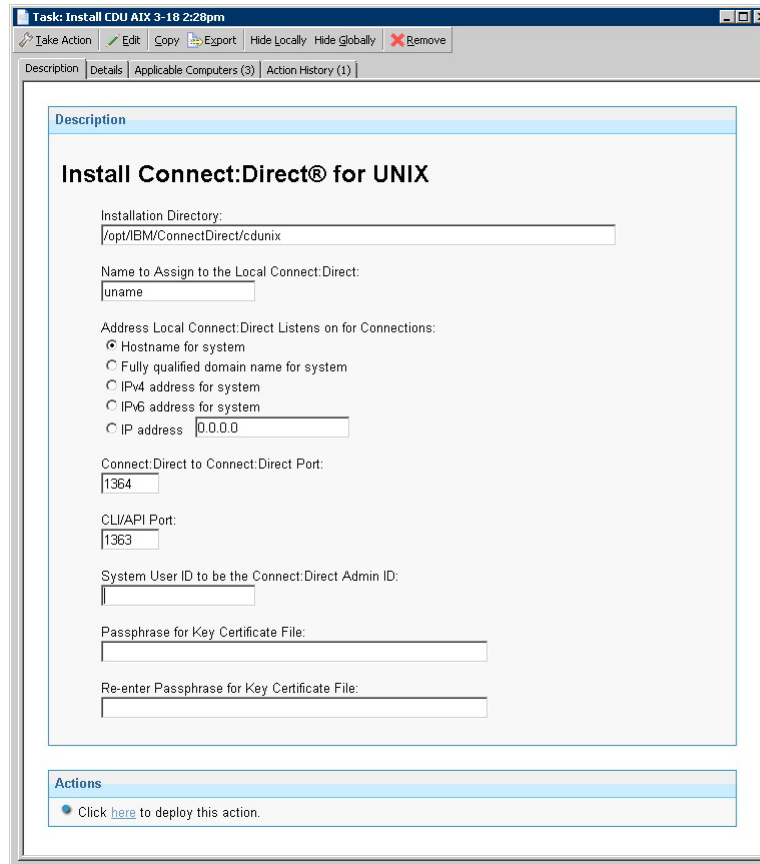 Task: Install CDU AIX 3-18 2:28pm
Take Action Edit Copy Export Hide Locally Hide Globally Remove
Description Details Applicable Computers (3) Action History (1)
Description
Install Connect:Direct® for UNIX
Installation Directory:
/opt/IBM/ConnectDirect/cdunix
Name to Assign to the Local Connect:Direct:
uname
Address Local Connect:Direct Listens on for Connections:
Hostname for system
Fully qualified domain name for system
IPv4 address for system
IPv6 address for system
IP address 0.0.0.0
Connect:Direct to Connect:Direct Port:
1364
CLI/API Port:
1363
System User ID to be the Connect:Direct Admin ID:
Passphrase for Key Certificate File:
Re-enter Passphrase for Key Certificate File:
Actions
Click here to deploy this action.